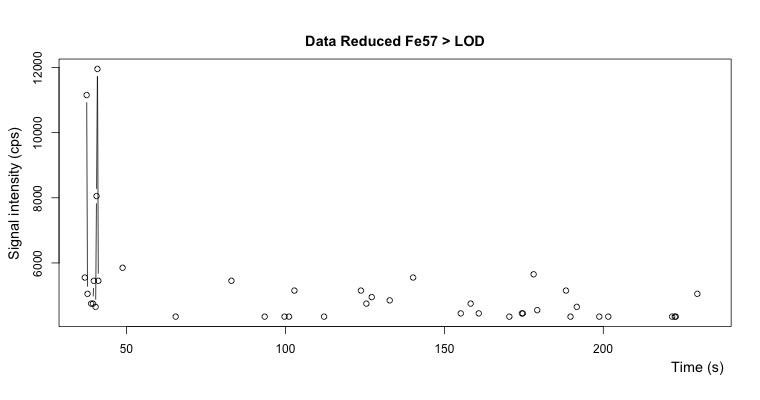 Data Reduced Fe57 > LOD
Signal intensity (cps)
12000
10000
8000
6000
50 100 150 200
Time (s)